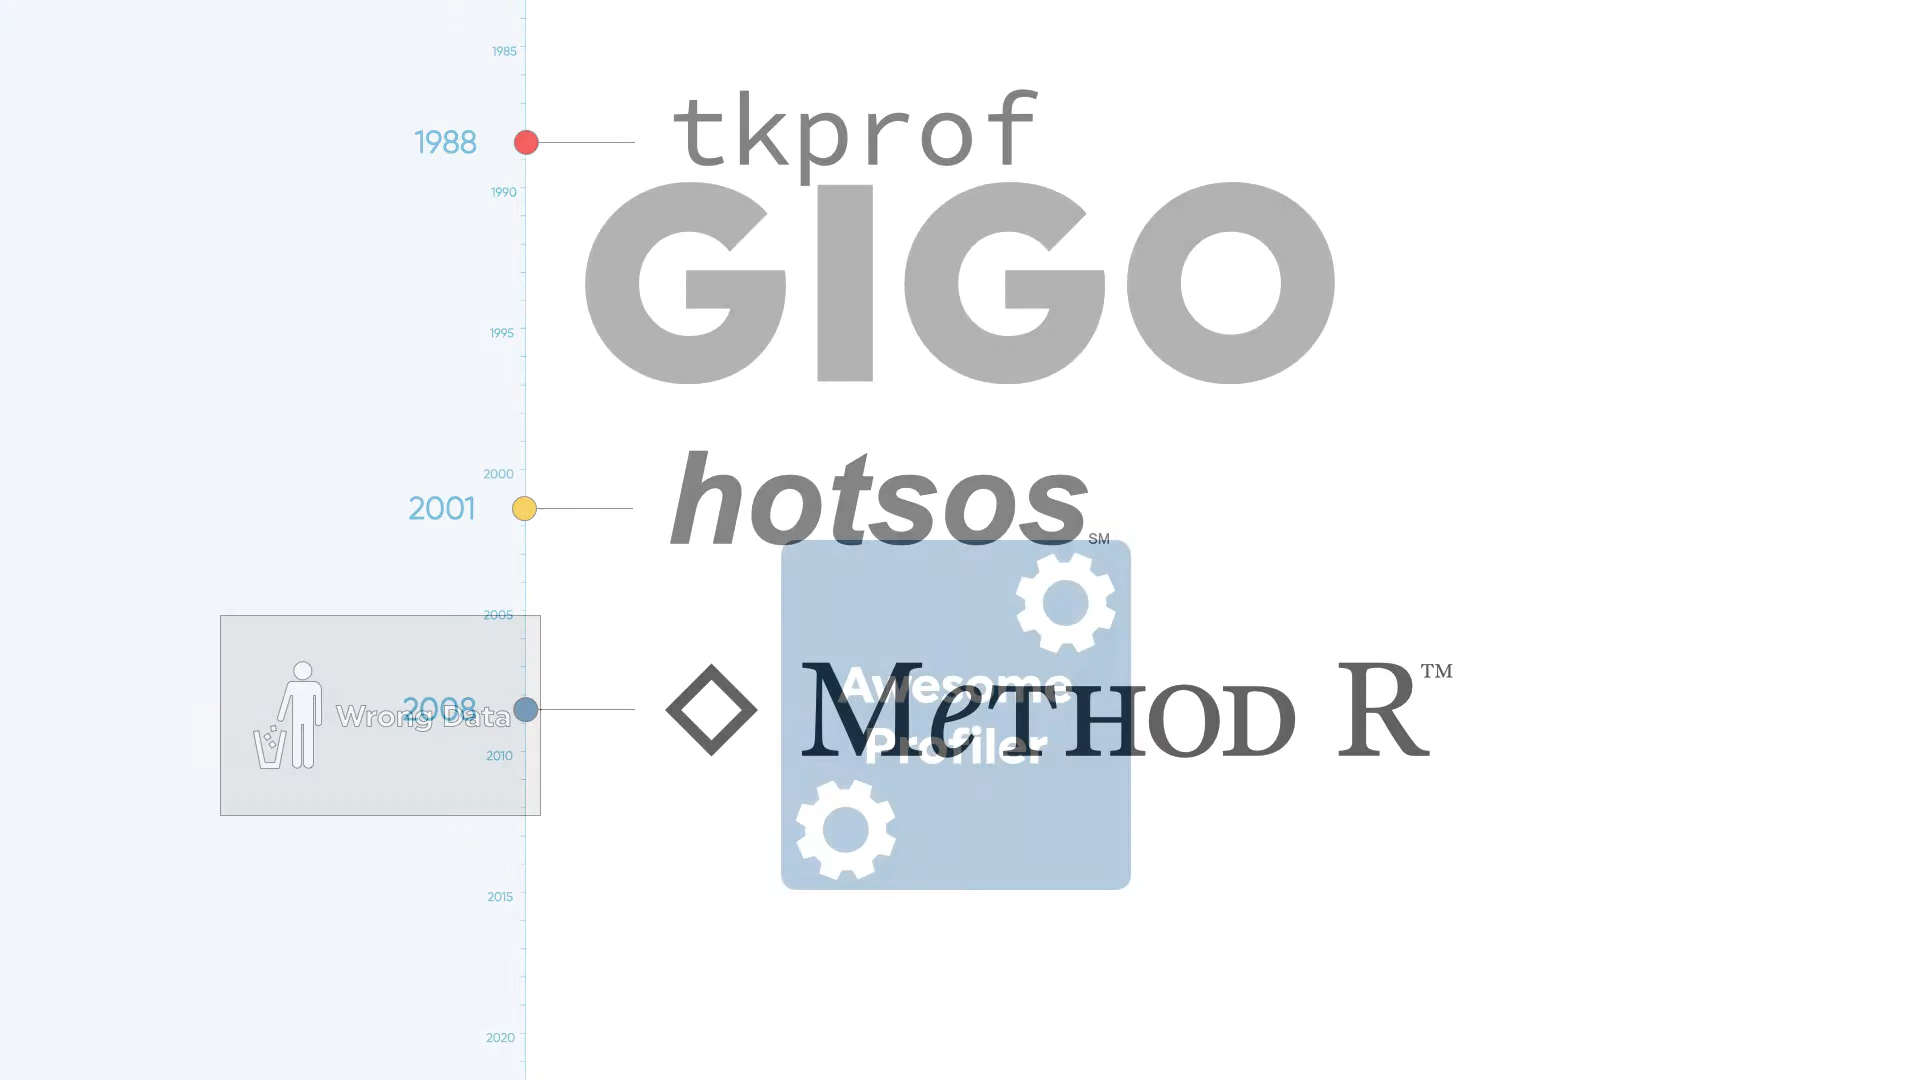 1985
1988
tkprof
1990
GIGO
1995
2000
2001
hotsos SM
2005
2008
Wrong Data
Awesome
Profiler
METHOD R™
2010
2015
2020